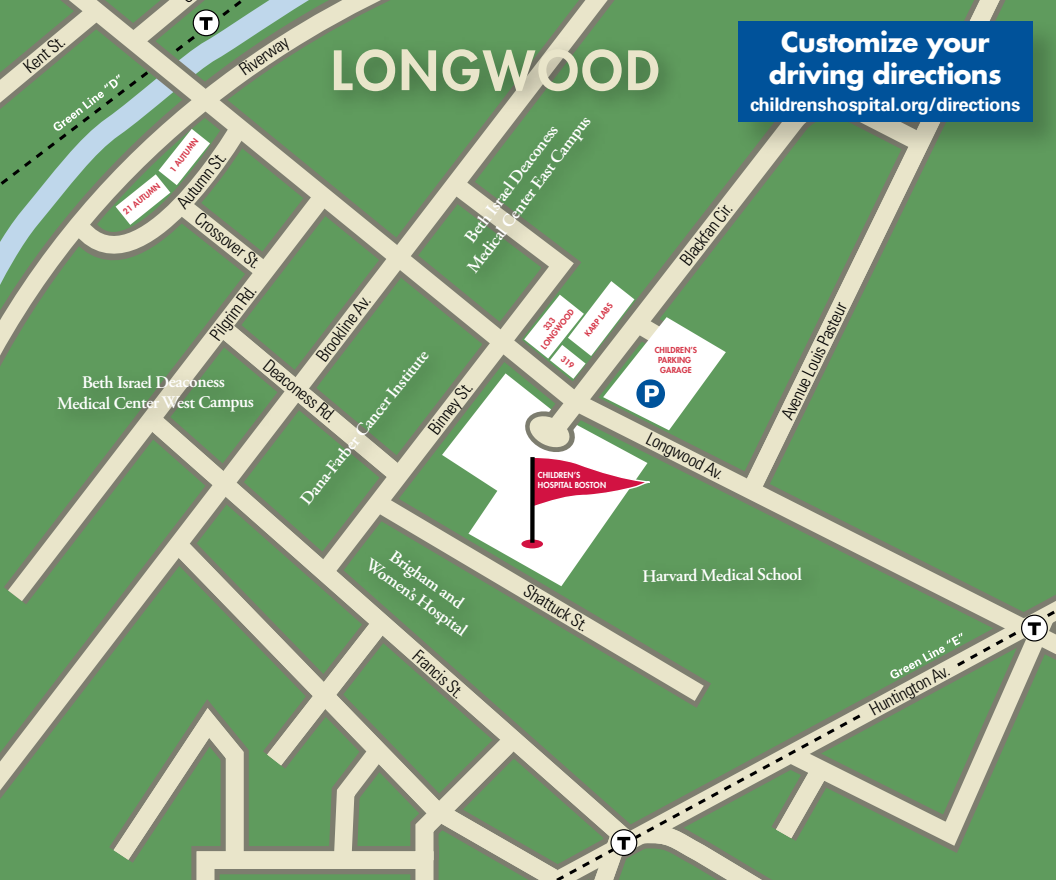 Kent St.
T
Riverway
Green Line "D"
LONGWOOD
Customize your
driving directions
childrenshospital.org/directions
1 AUTUMN
21 AUTUMN
Autumn St.
Crossover St.
Pilgrim Rd.
Brookline Av.
Beth Israel Deaconess
Medical Center East Campus
Blackfan Cir.
Avenue Louis Pasteur
333
LONGWOOD
KARP LABS
319
CHILDREN'S
PARKING
GARAGE
P
Beth Israel Deaconess
Medical Center West Campus
Deaconess Rd.
Dana-Farber Cancer Institute
Binney St.
Longwood Av.
CHILDREN'S
HOSPITAL BOSTON
Brigham and
Women's Hospital
Shattuck St.
Harvard Medical School
Francis St.
Green Line "E"
Huntington Av.
T
T